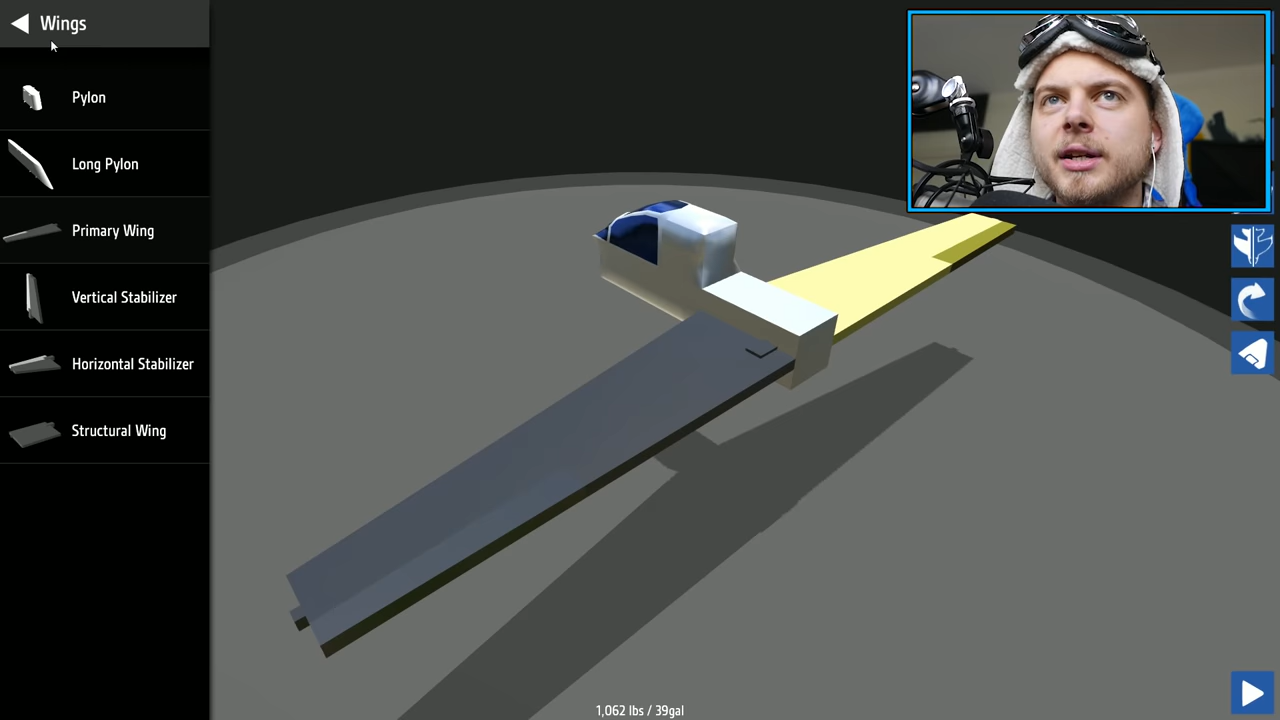 Wings
Pylon
Long Pylon
Primary Wing
Vertical Stabilizer
Horizontal Stabilizer
Structural Wing
1,062 lbs / 39gal